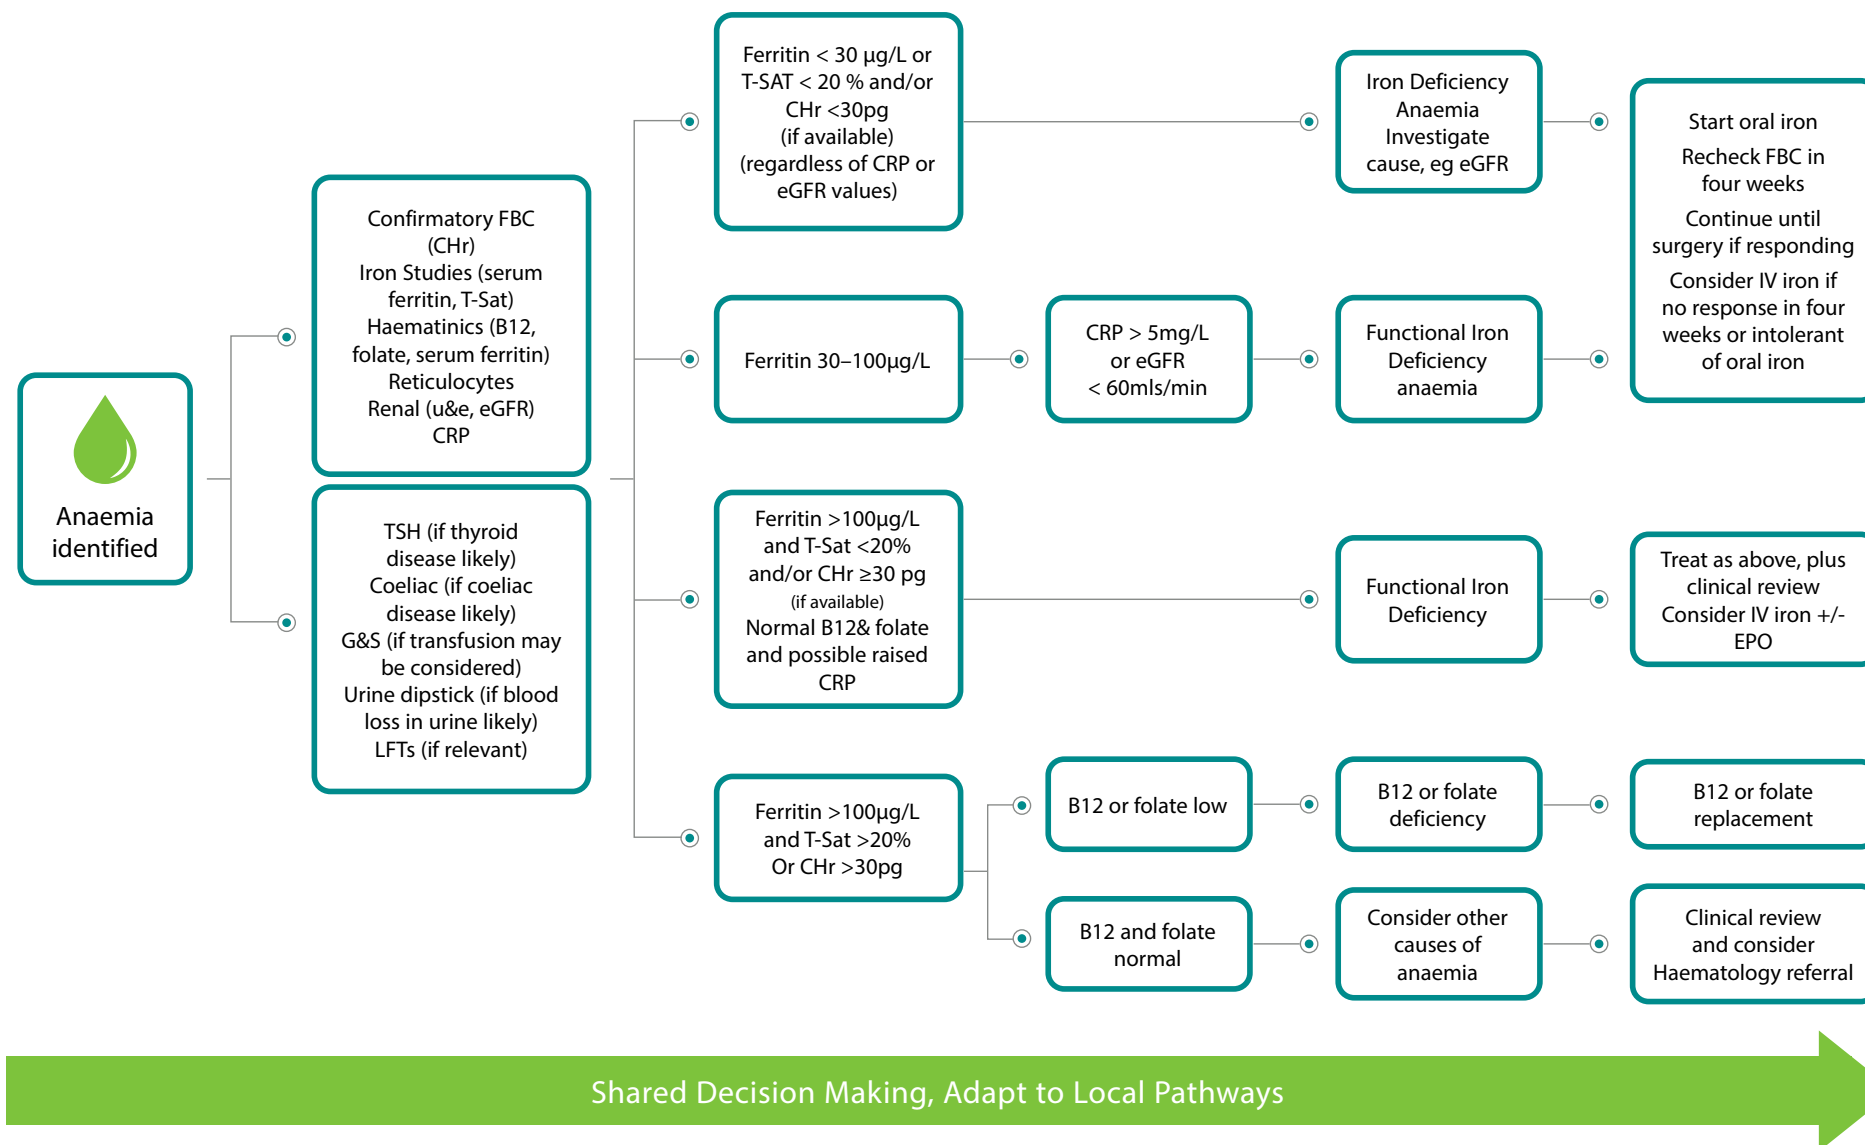 Anaemia
identified
Confirmatory FBC
(CHr)
Iron Studies (serum
ferritin, T-Sat)
Haematinics (B12,
folate, serum ferritin)
Reticulocytes
Renal (u&e, eGFR)
CRP
TSH (if thyroid
disease likely)
Coeliac (if coeliac
disease likely)
G&S (if transfusion may
be considered)
Urine dipstick (if blood
loss in urine likely)
LFTs (if relevant)
Ferritin < 30 µg/L or
T-SAT < 20 % and/or
CHr <30pg
(if available)
(regardless of CRP or
eGFR values)
Iron Deficiency
Anaemia
Investigate
cause, eg eGFR
Start oral iron
Recheck FBC in
four weeks
Continue until
surgery if responding
Consider IV iron if
no response in four
weeks or intolerant
of oral iron
Ferritin 30–100µg/L
CRP > 5mg/L
or eGFR
< 60mls/min
Functional Iron
Deficiency
anaemia
Ferritin >100µg/L
and T-Sat <20%
and/or CHr ≥30 pg
(if available)
Normal B12& folate
and possible raised
CRP
Functional Iron
Deficiency
Treat as above, plus
clinical review
Consider IV iron +/-
EPO
Ferritin >100µg/L
and T-Sat >20%
Or CHr >30pg
B12 or folate low
B12 or folate
deficiency
B12 or folate
replacement
B12 and folate
normal
Consider other
causes of
anaemia
Clinical review
and consider
Haematology referral
Shared Decision Making, Adapt to Local Pathways